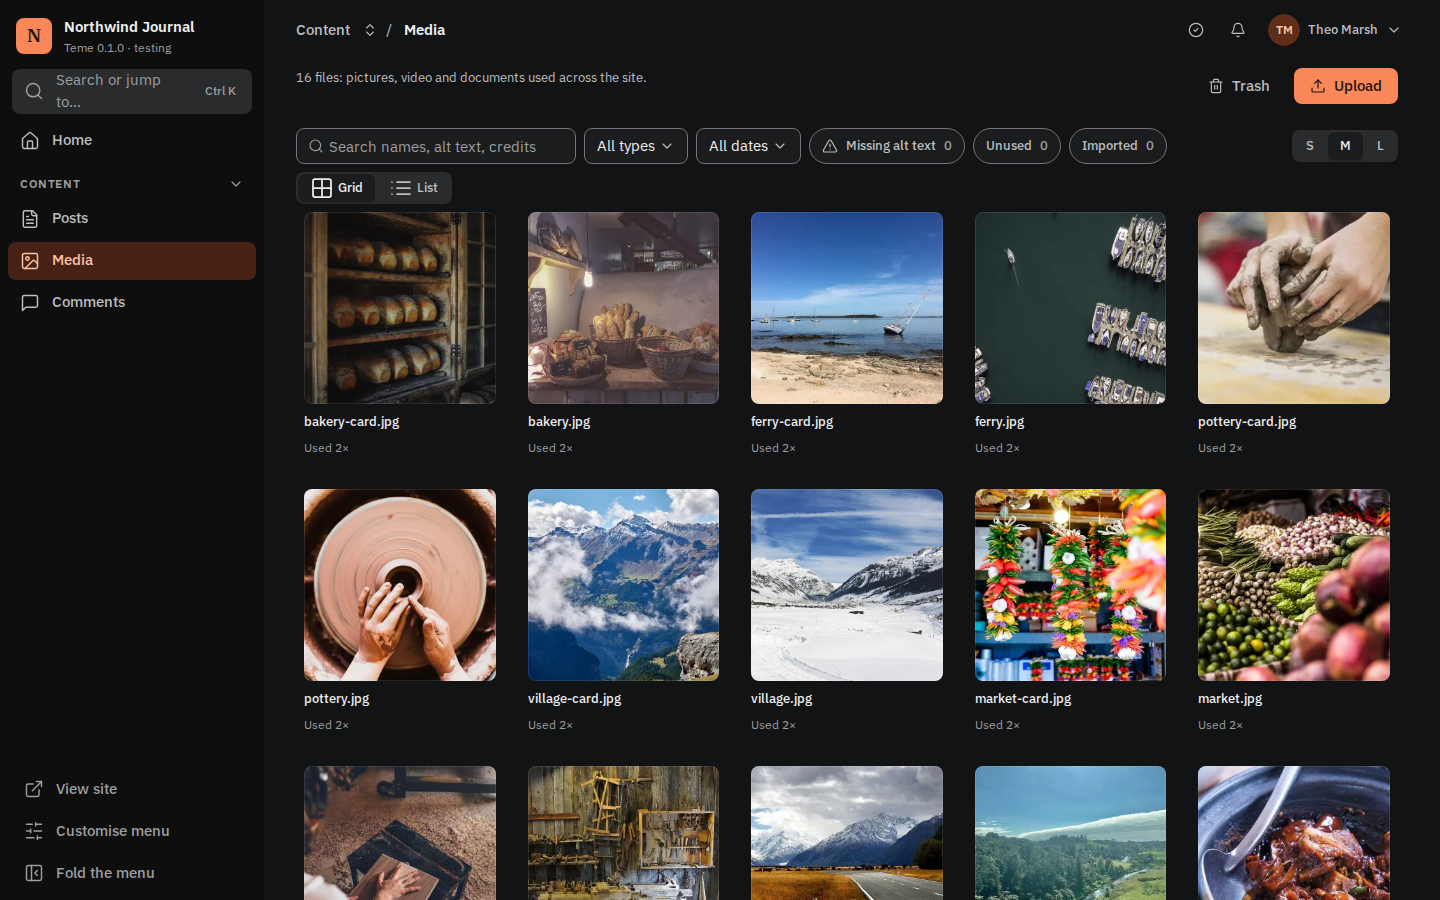 N
Northwind Journal
Teme 0.1.0 · testing
Search or jump
to...
Ctrl K
Home
CONTENT
Posts
Media
Comments
View site
Customise menu
Fold the menu
Content / Media
TM
Theo Marsh
16 files: pictures, video and documents used across the site.
Trash
Upload
Search names, alt text, credits
All types
All dates
Missing alt text 0
Unused 0
Imported 0
S M L
Grid
List
bakery-card.jpg
Used 2×
bakery.jpg
Used 2×
ferry-card.jpg
Used 2×
ferry.jpg
Used 2×
pottery-card.jpg
Used 2×
pottery.jpg
Used 2×
village-card.jpg
Used 2×
village.jpg
Used 2×
market-card.jpg
Used 2×
market.jpg
Used 2×